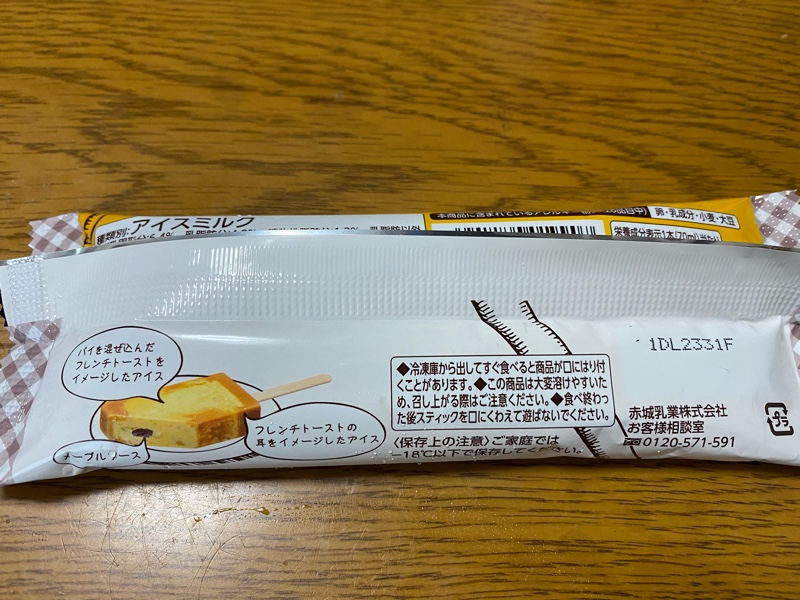 種類別:アイスミルク
乳脂肪以外
本商品に含まれているアレルギー
卵・乳成分・小麦・大豆
栄養成分表示1本(70ml)当たり
パイを混ぜ込んだ
フレンチトーストを
イメージしたアイス
フレンチトーストの
耳をイメージしたアイス
メープルソース
◆冷凍庫から出してすぐ食べると商品が口にはり付
くことがあります。◆この商品は大変溶けやすいた
め、召し上がる際はご注意ください。◆食べ終わっ
た後スティックを口にくわえて遊ばないでください。
〈保存上の注意〉ご家庭では
−18℃以下で保存してください。
1DL2331F
赤城乳業株式会社
お客様相談室
0120-571-591
プラ